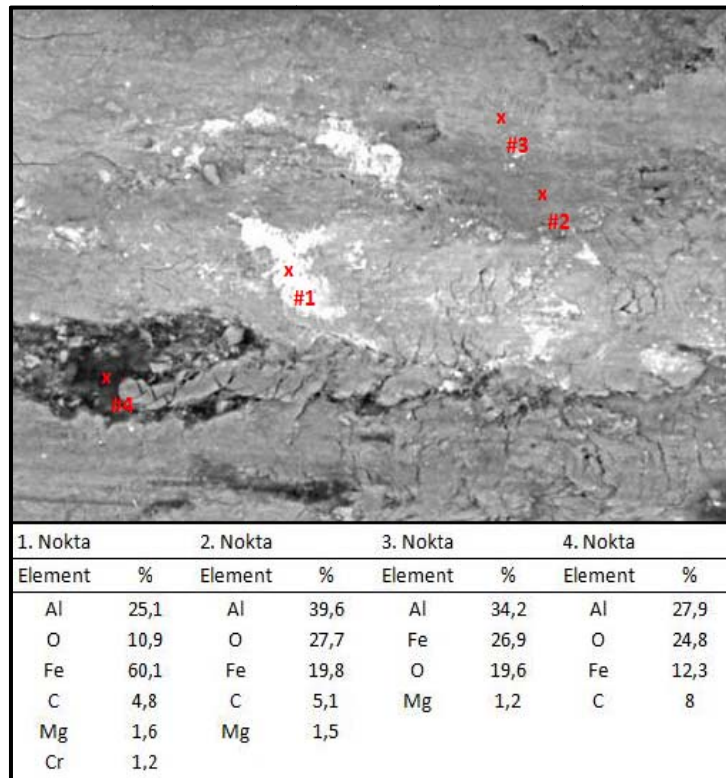 x
#3
x
#2
x
#1
x
#4
1. Nokta 2. Nokta 3. Nokta 4. Nokta
Element % Element % Element % Element %
Al 25,1 Al 39,6 Al 34,2 Al 27,9
O 10,9 O 27,7 Fe 26,9 O 24,8
Fe 60,1 Fe 19,8 O 19,6 Fe 12,3
C 4,8 C 5,1 Mg 1,2 C 8
Mg 1,6 Mg 1,5
Cr 1,2